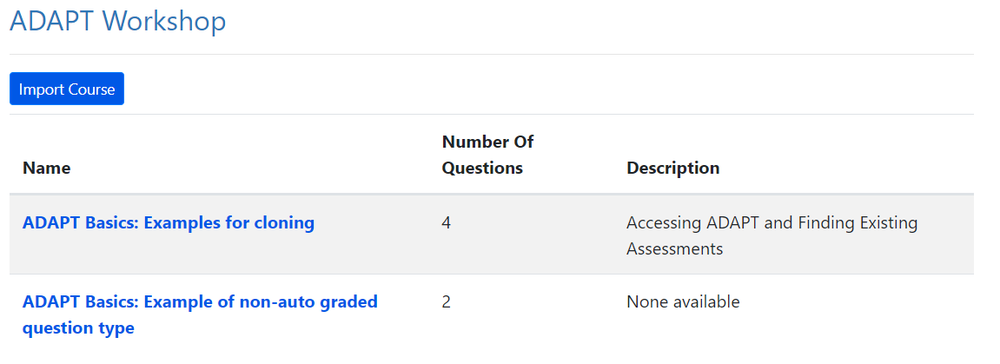 ADAPT Workshop
Import Course
Name
Number Of
Questions
Description
ADAPT Basics: Examples for cloning
4
Accessing ADAPT and Finding Existing
Assessments
ADAPT Basics: Example of non-auto graded
question type
2
None available